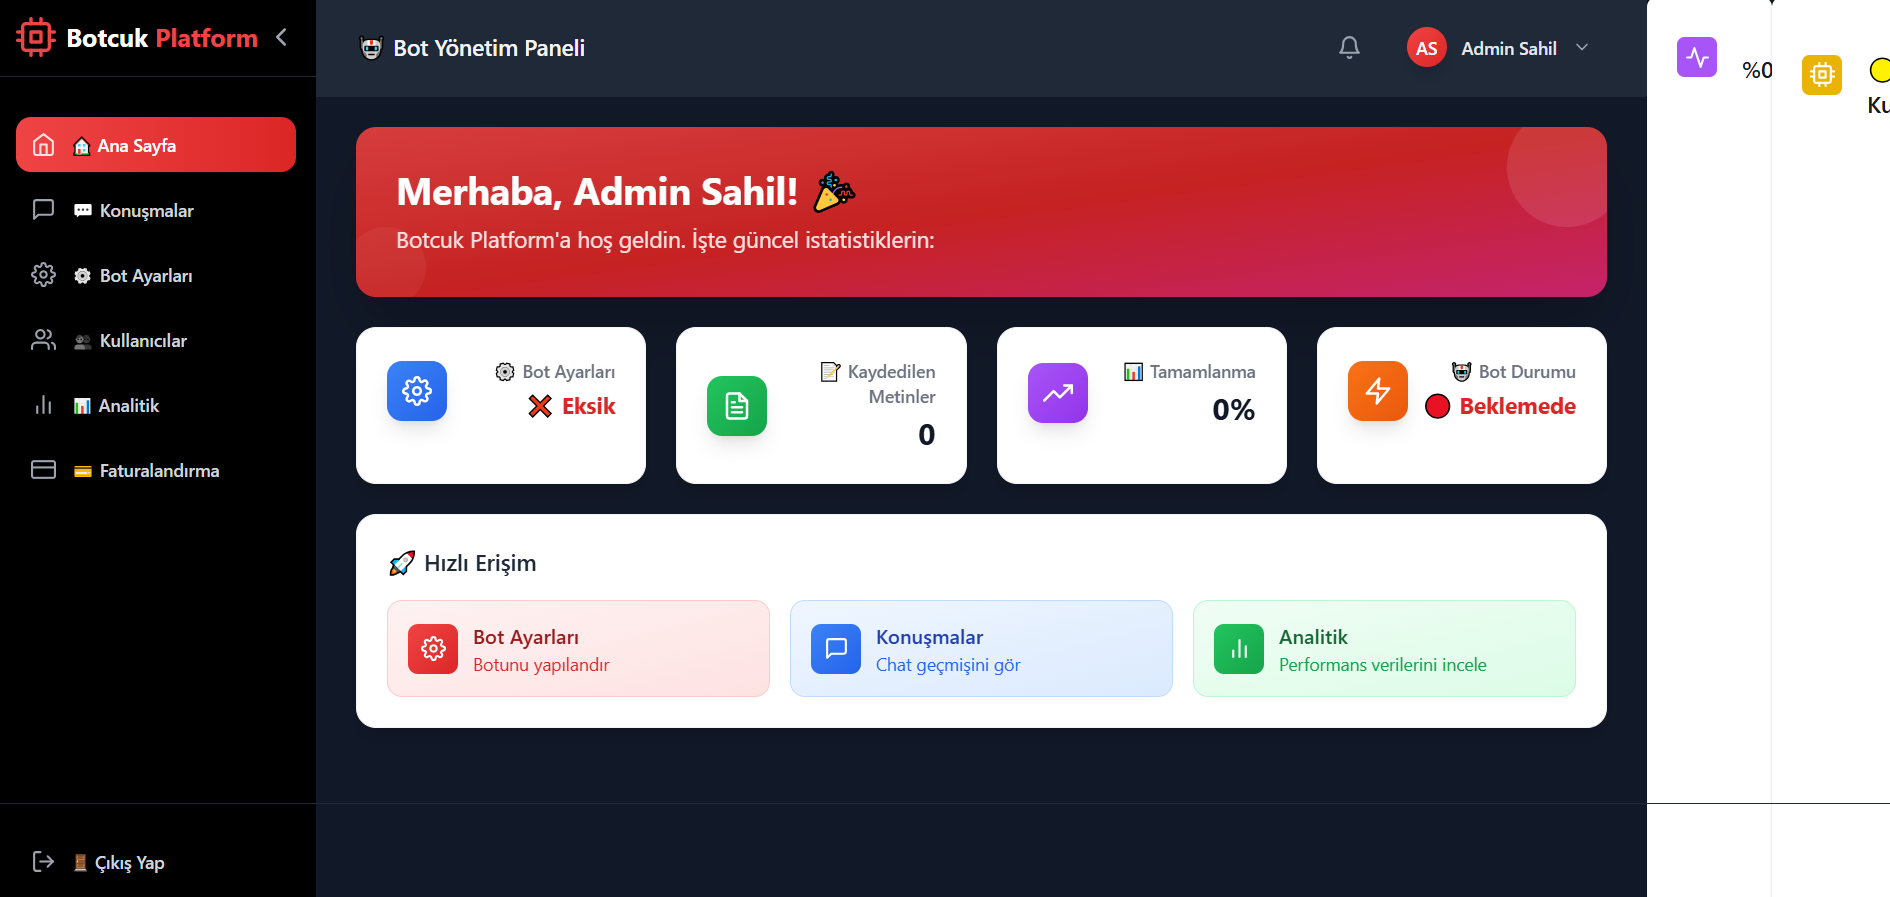 Botcuk Platform
Ana Sayfa
Konuşmalar
Bot Ayarları
Kullanıcılar
Analitik
Faturalandırma
Çıkış Yap
Bot Yönetim Paneli
AS
Admin Sahil
Merhaba, Admin Sahil!
Botcuk Platform'a hoş geldin. İşte güncel istatistiklerin:
Bot Ayarları
Eksik
Kaydedilen
Metinler
0
Tamamlanma
0%
Bot Durumu
Beklemede
Hızlı Erişim
Bot Ayarları
Botunu yapılandır
Konuşmalar
Chat geçmişini gör
Analitik
Performans verilerini incele
%0